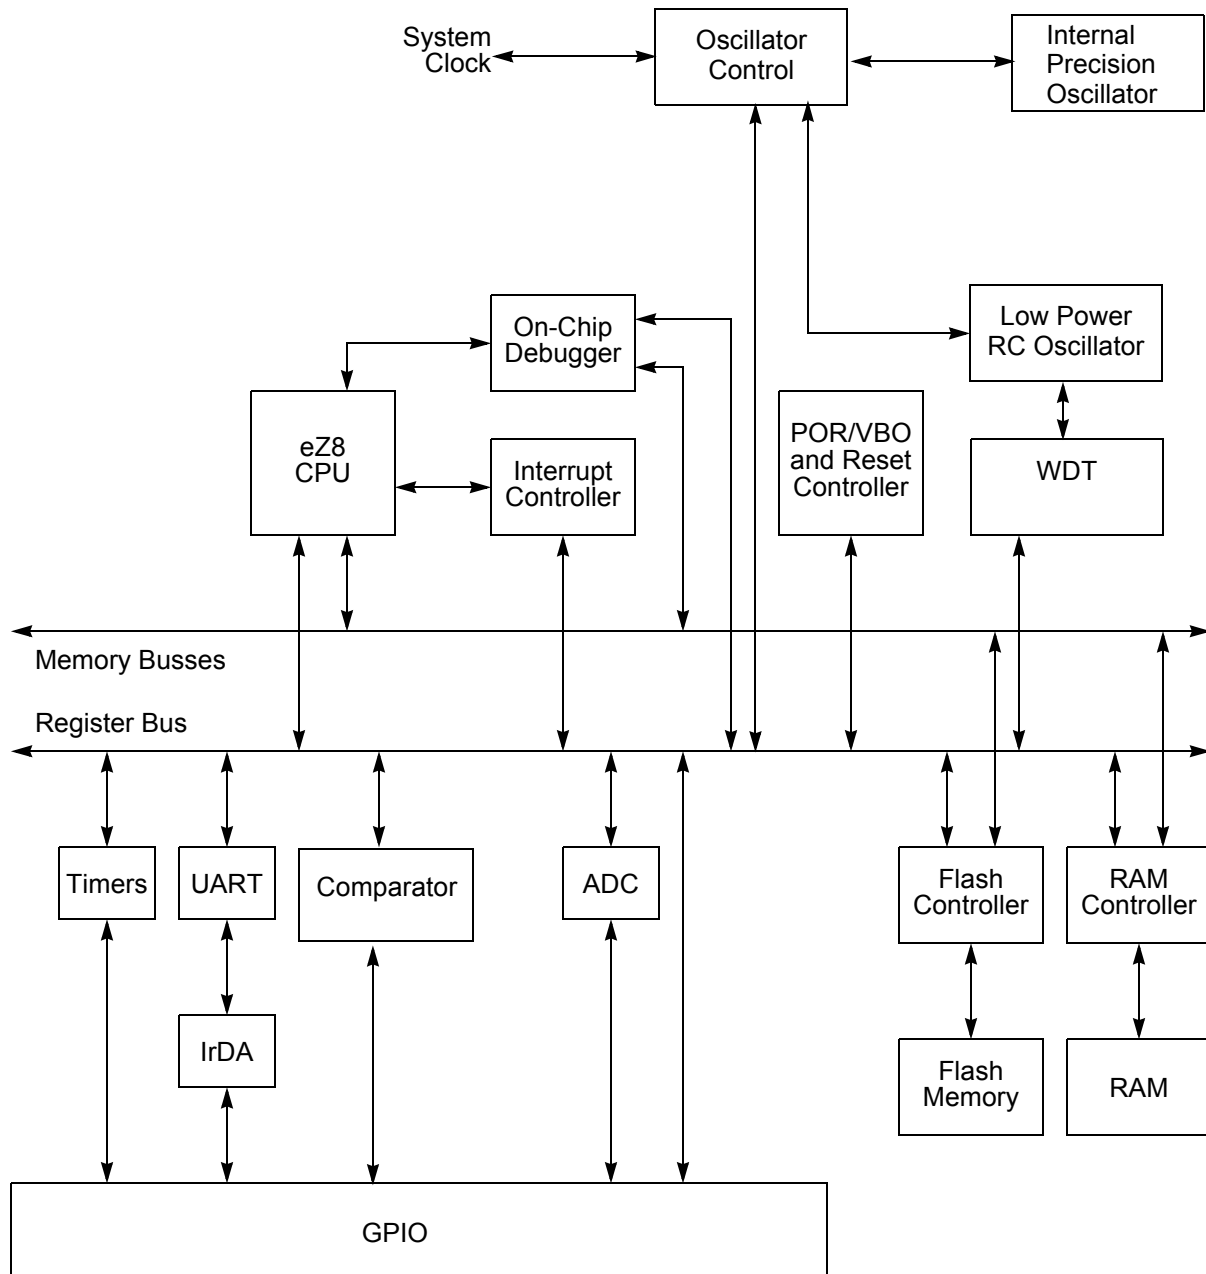 System
Clock
Oscillator
Control
Internal
Precision
Oscillator
On-Chip
Debugger
Low Power
RC Oscillator
eZ8
CPU
Interrupt
Controller
POR/VBO
and Reset
Controller
WDT
Memory Busses
Register Bus
Timers
UART
Comparator
ADC
Flash
Controller
RAM
Controller
IrDA
Flash
Memory
RAM
GPIO